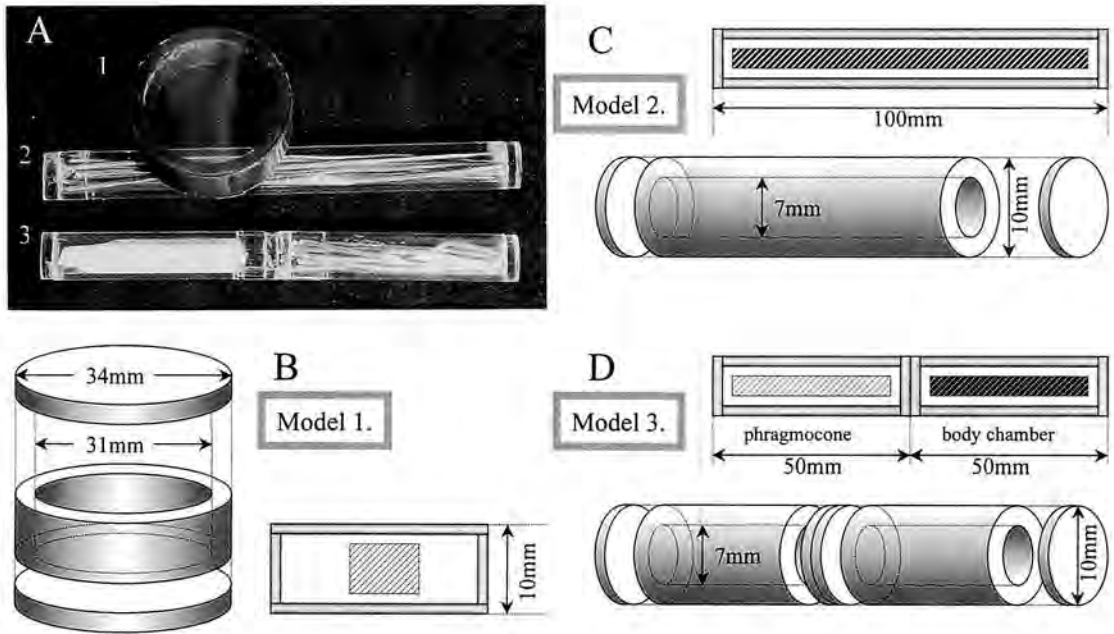 A
1
2
3
C
Model 2.
100mm
7mm
10mm
34mm
31mm
B
Model 1.
10mm
D
Model 3.
phragmocone
body chamber
50mm
50mm
7mm
10mm